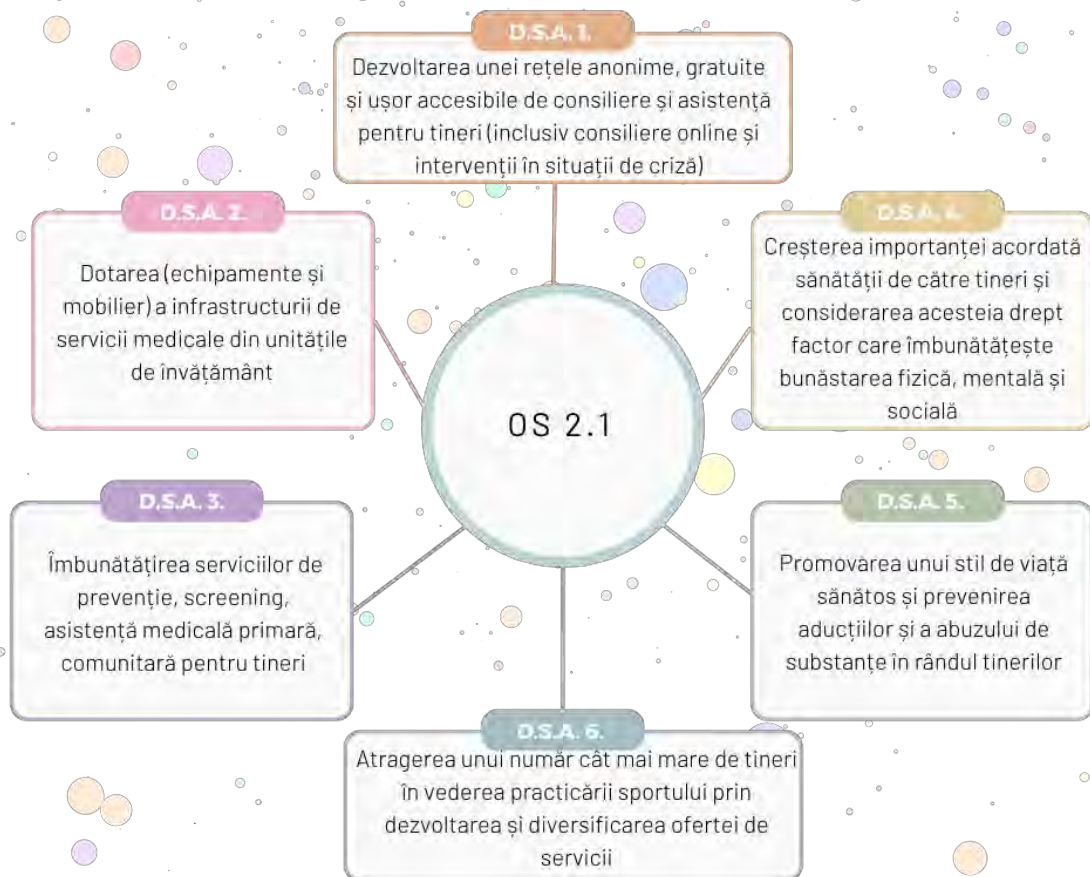 D.S.A. 1.
Dezvoltarea unei rețele anonime, gratuite
și ușor accesibile de consiliere și asistență
pentru tineri (inclusiv consiliere online și
intervenții în situații de criză)
D.S.A. 2.
Dotarea (echipamente și
mobilier) a infrastructurii de
servicii medicale din unitățile
de învățământ
D.S.A. 4.
Creșterea importanței acordată
sănătății de către tineri și
considerarea acesteia drept
factor care îmbunătățește
bunăstarea fizică, mentală și
socială
OS 2.1
D.S.A. 3.
Îmbunătățirea serviciilor de
prevenție, screening,
asistență medicală primară,
comunitară pentru tineri
D.S.A. 5.
Promovarea unui stil de viață
sănătos și prevenirea
aducțiilor și a abuzului de
substanțe în rândul tinerilor
D.S.A. 6.
Atragerea unui număr cât mai mare de tineri
în vederea practicării sportului prin
dezvoltarea și diversificarea ofertei de
servicii